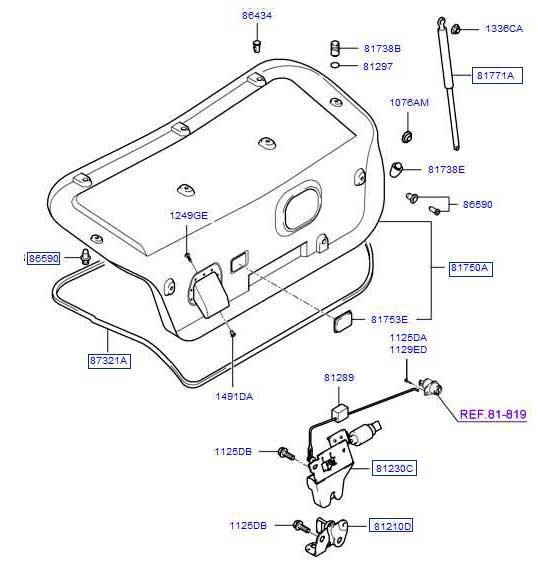 86434
1336CA
81738B
81297
81771A
1076AM
81738E
86590
1249GE
86590
81750A
81753E
87321A
1125DA
1129ED
81289
1491DA
REF.81-819
1125DB
81230C
1125DB
81210D